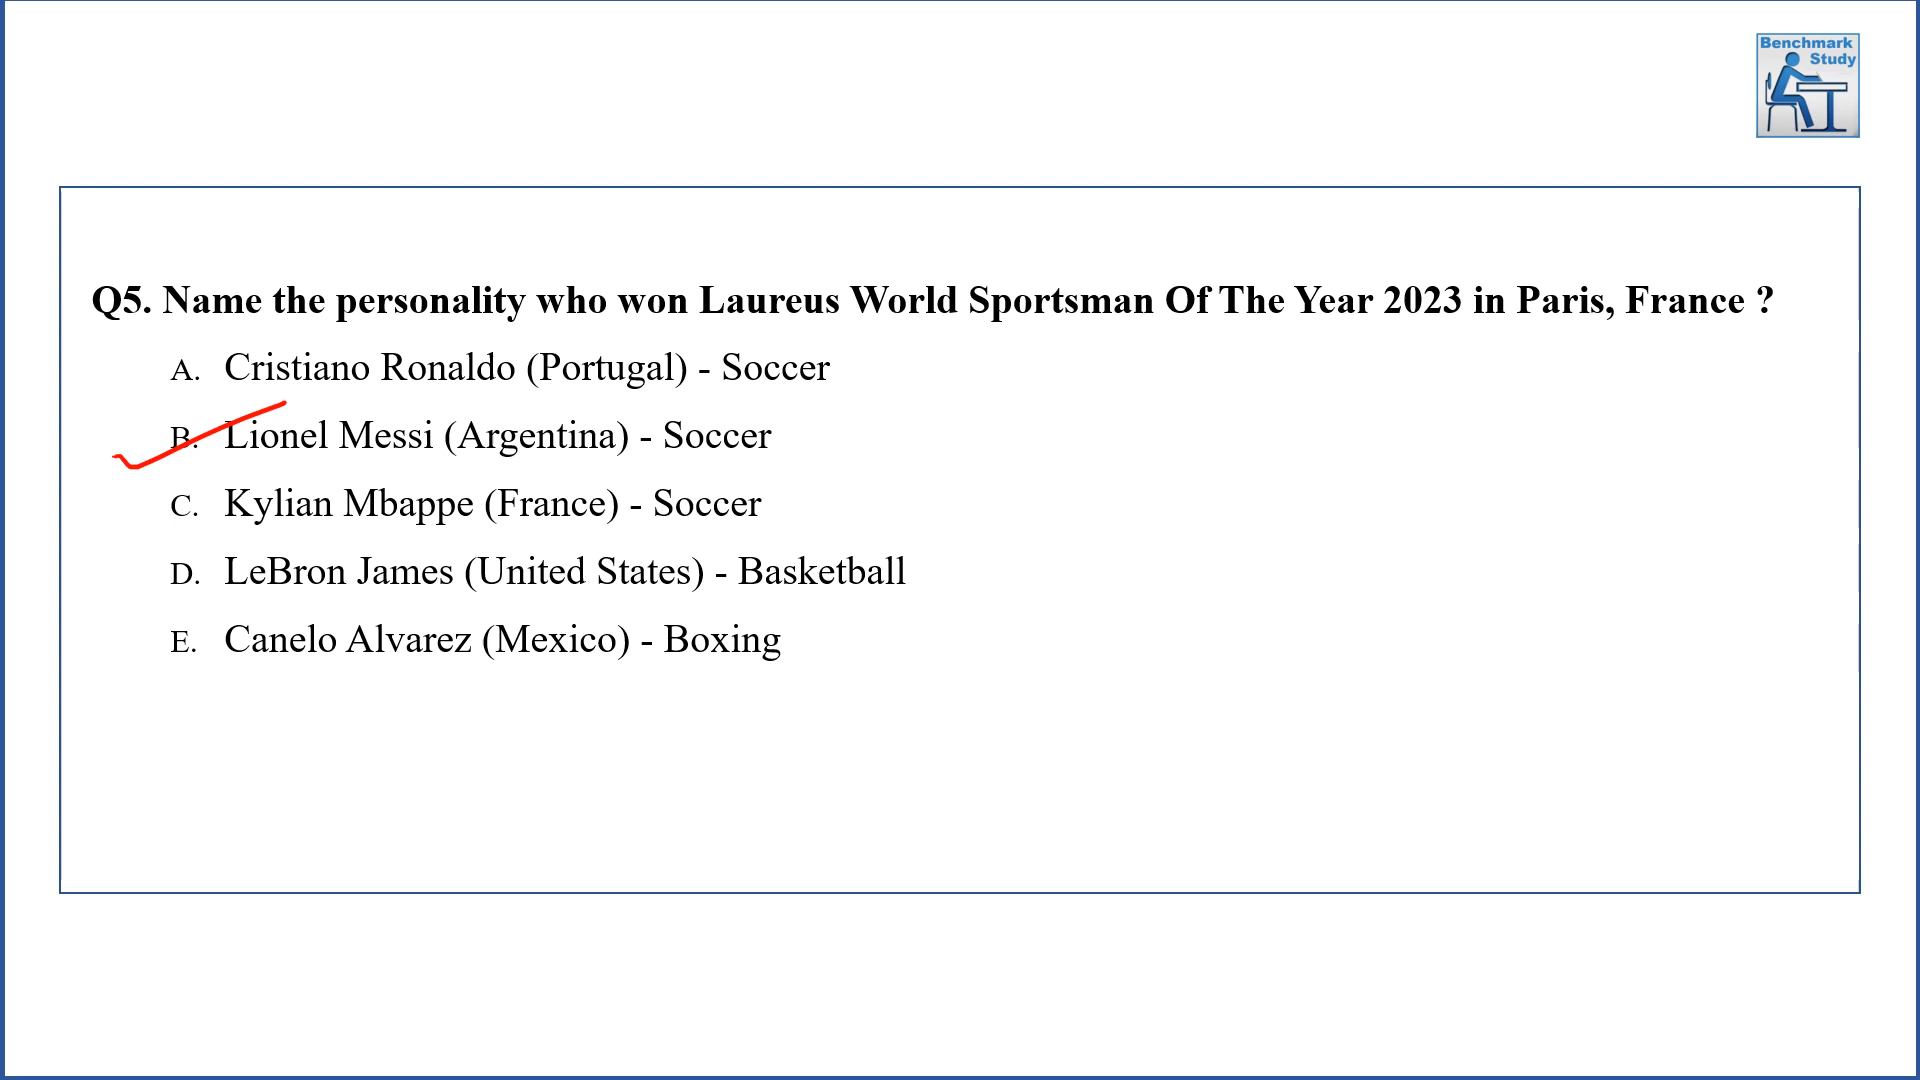 Benchmark
Study
Q5. Name the personality who won Laureus World Sportsman Of The Year 2023 in Paris, France ?
A. Cristiano Ronaldo (Portugal) - Soccer
B. Lionel Messi (Argentina) - Soccer
C. Kylian Mbappe (France) - Soccer
D. LeBron James (United States) - Basketball
E. Canelo Alvarez (Mexico) - Boxing